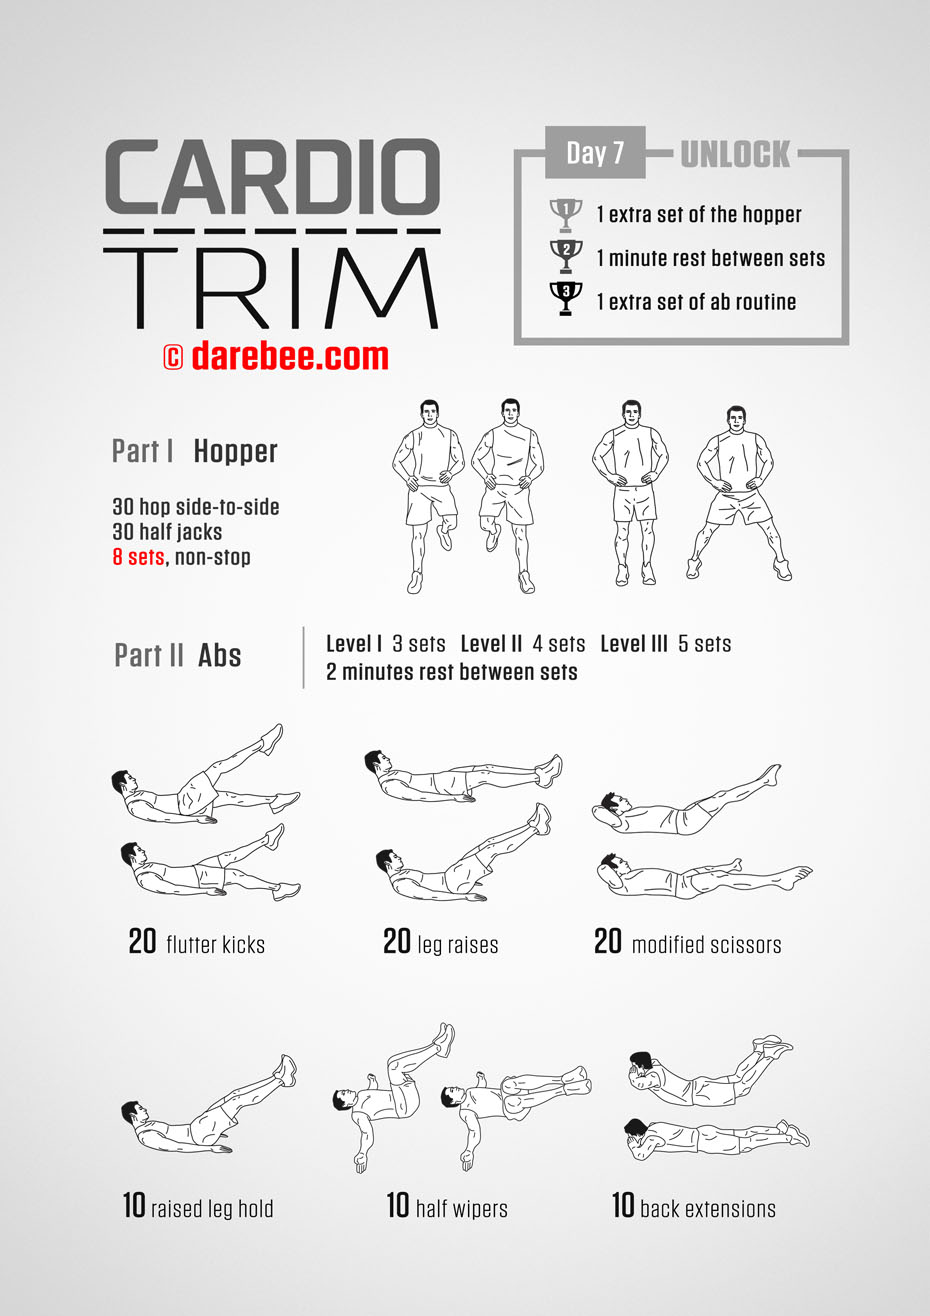 CARDIO
TRIM
© darebee.com
Day 7 UNLOCK
1 1 extra set of the hopper
2 1 minute rest between sets
3 1 extra set of ab routine
Part I Hopper
30 hop side-to-side
30 half jacks
8 sets, non-stop
Part II Abs
Level I 3 sets Level II 4 sets Level III 5 sets
2 minutes rest between sets
20 flutter kicks
20 leg raises
20 modified scissors
10 raised leg hold
10 half wipers
10 back extensions